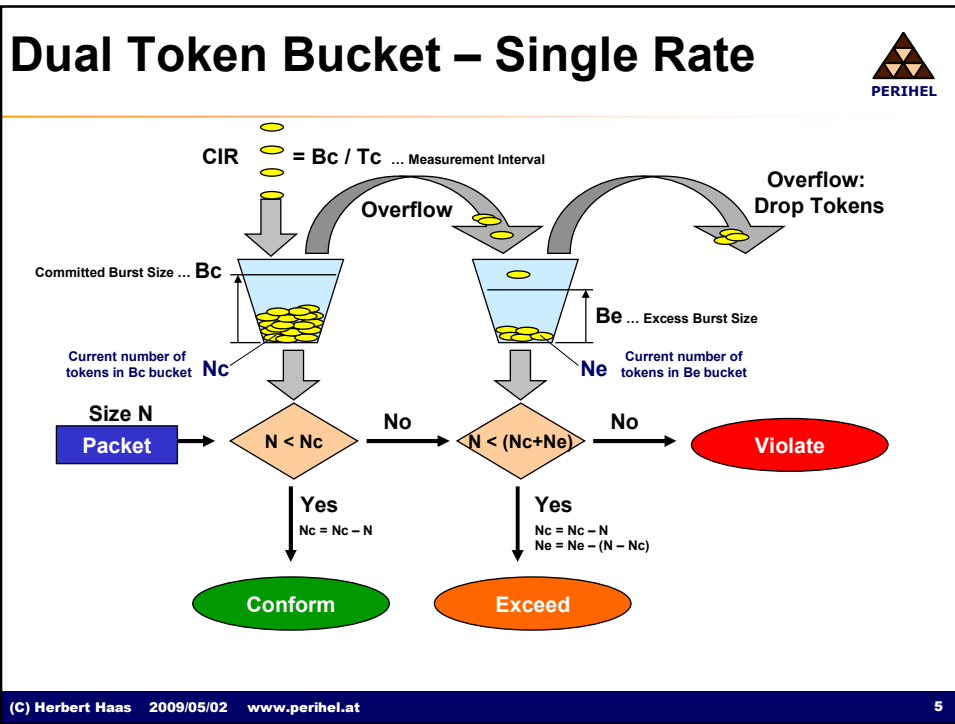 Dual Token Bucket – Single Rate
PERIHEL
CIR = Bc / Tc ... Measurement Interval
Overflow
Overflow:
Drop Tokens
Committed Burst Size ... Bc
Be ... Excess Burst Size
Current number of
tokens in Bc bucket Nc
Ne Current number of
tokens in Be bucket
Size N
Packet
N < Nc
No
N < (Nc+Ne)
No
Violate
Yes
Nc = Nc – N
Yes
Nc = Nc – N
Ne = Ne – (N – Nc)
Conform
Exceed
(C) Herbert Haas 2009/05/02 www.perihel.at
5